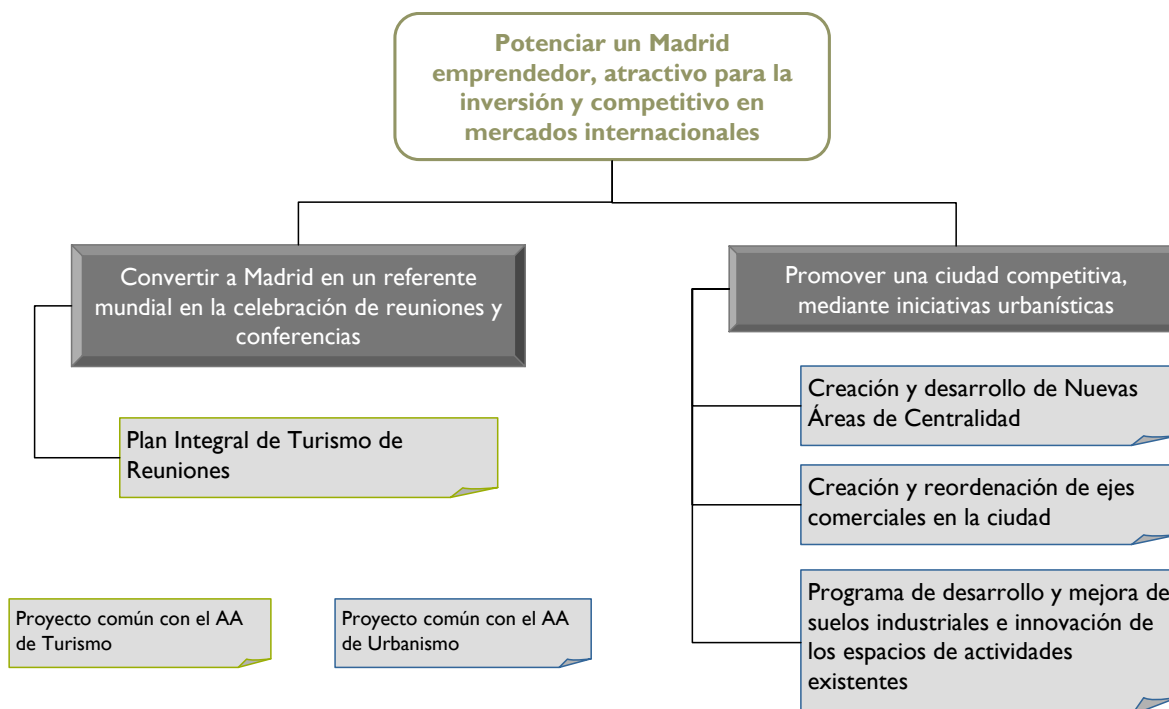 Potenciar un Madrid
emprendedor, atractivo para la
inversión y competitivo en
mercados internacionales
Convertir a Madrid en un referente
mundial en la celebración de reuniones y
conferencias
Promover una ciudad competitiva,
mediante iniciativas urbanísticas
Plan Integral de Turismo de
Reuniones
Creación y desarrollo de Nuevas
Áreas de Centralidad
Creación y reordenación de ejes
comerciales en la ciudad
Programa de desarrollo y mejora de
suelos industriales e innovación de
los espacios de actividades
existentes
Proyecto común con el AA
de Turismo
Proyecto común con el AA
de Urbanismo